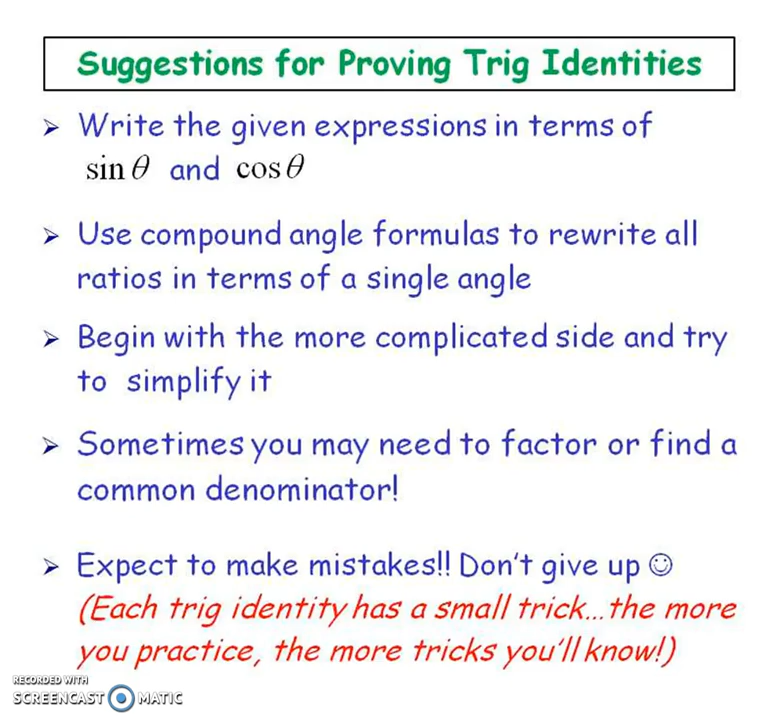 Suggestions for Proving Trig Identities
➢ Write the given expressions in terms of
sin θ and cos θ
➢ Use compound angle formulas to rewrite all
ratios in terms of a single angle
➢ Begin with the more complicated side and try
to simplify it
➢ Sometimes you may need to factor or find a
common denominator!
➢ Expect to make mistakes!! Don't give up ☺
(Each trig identity has a small trick...the more
you practice, the more tricks you'll know!)
RECORDED WITH
SCREENCAST MATIC